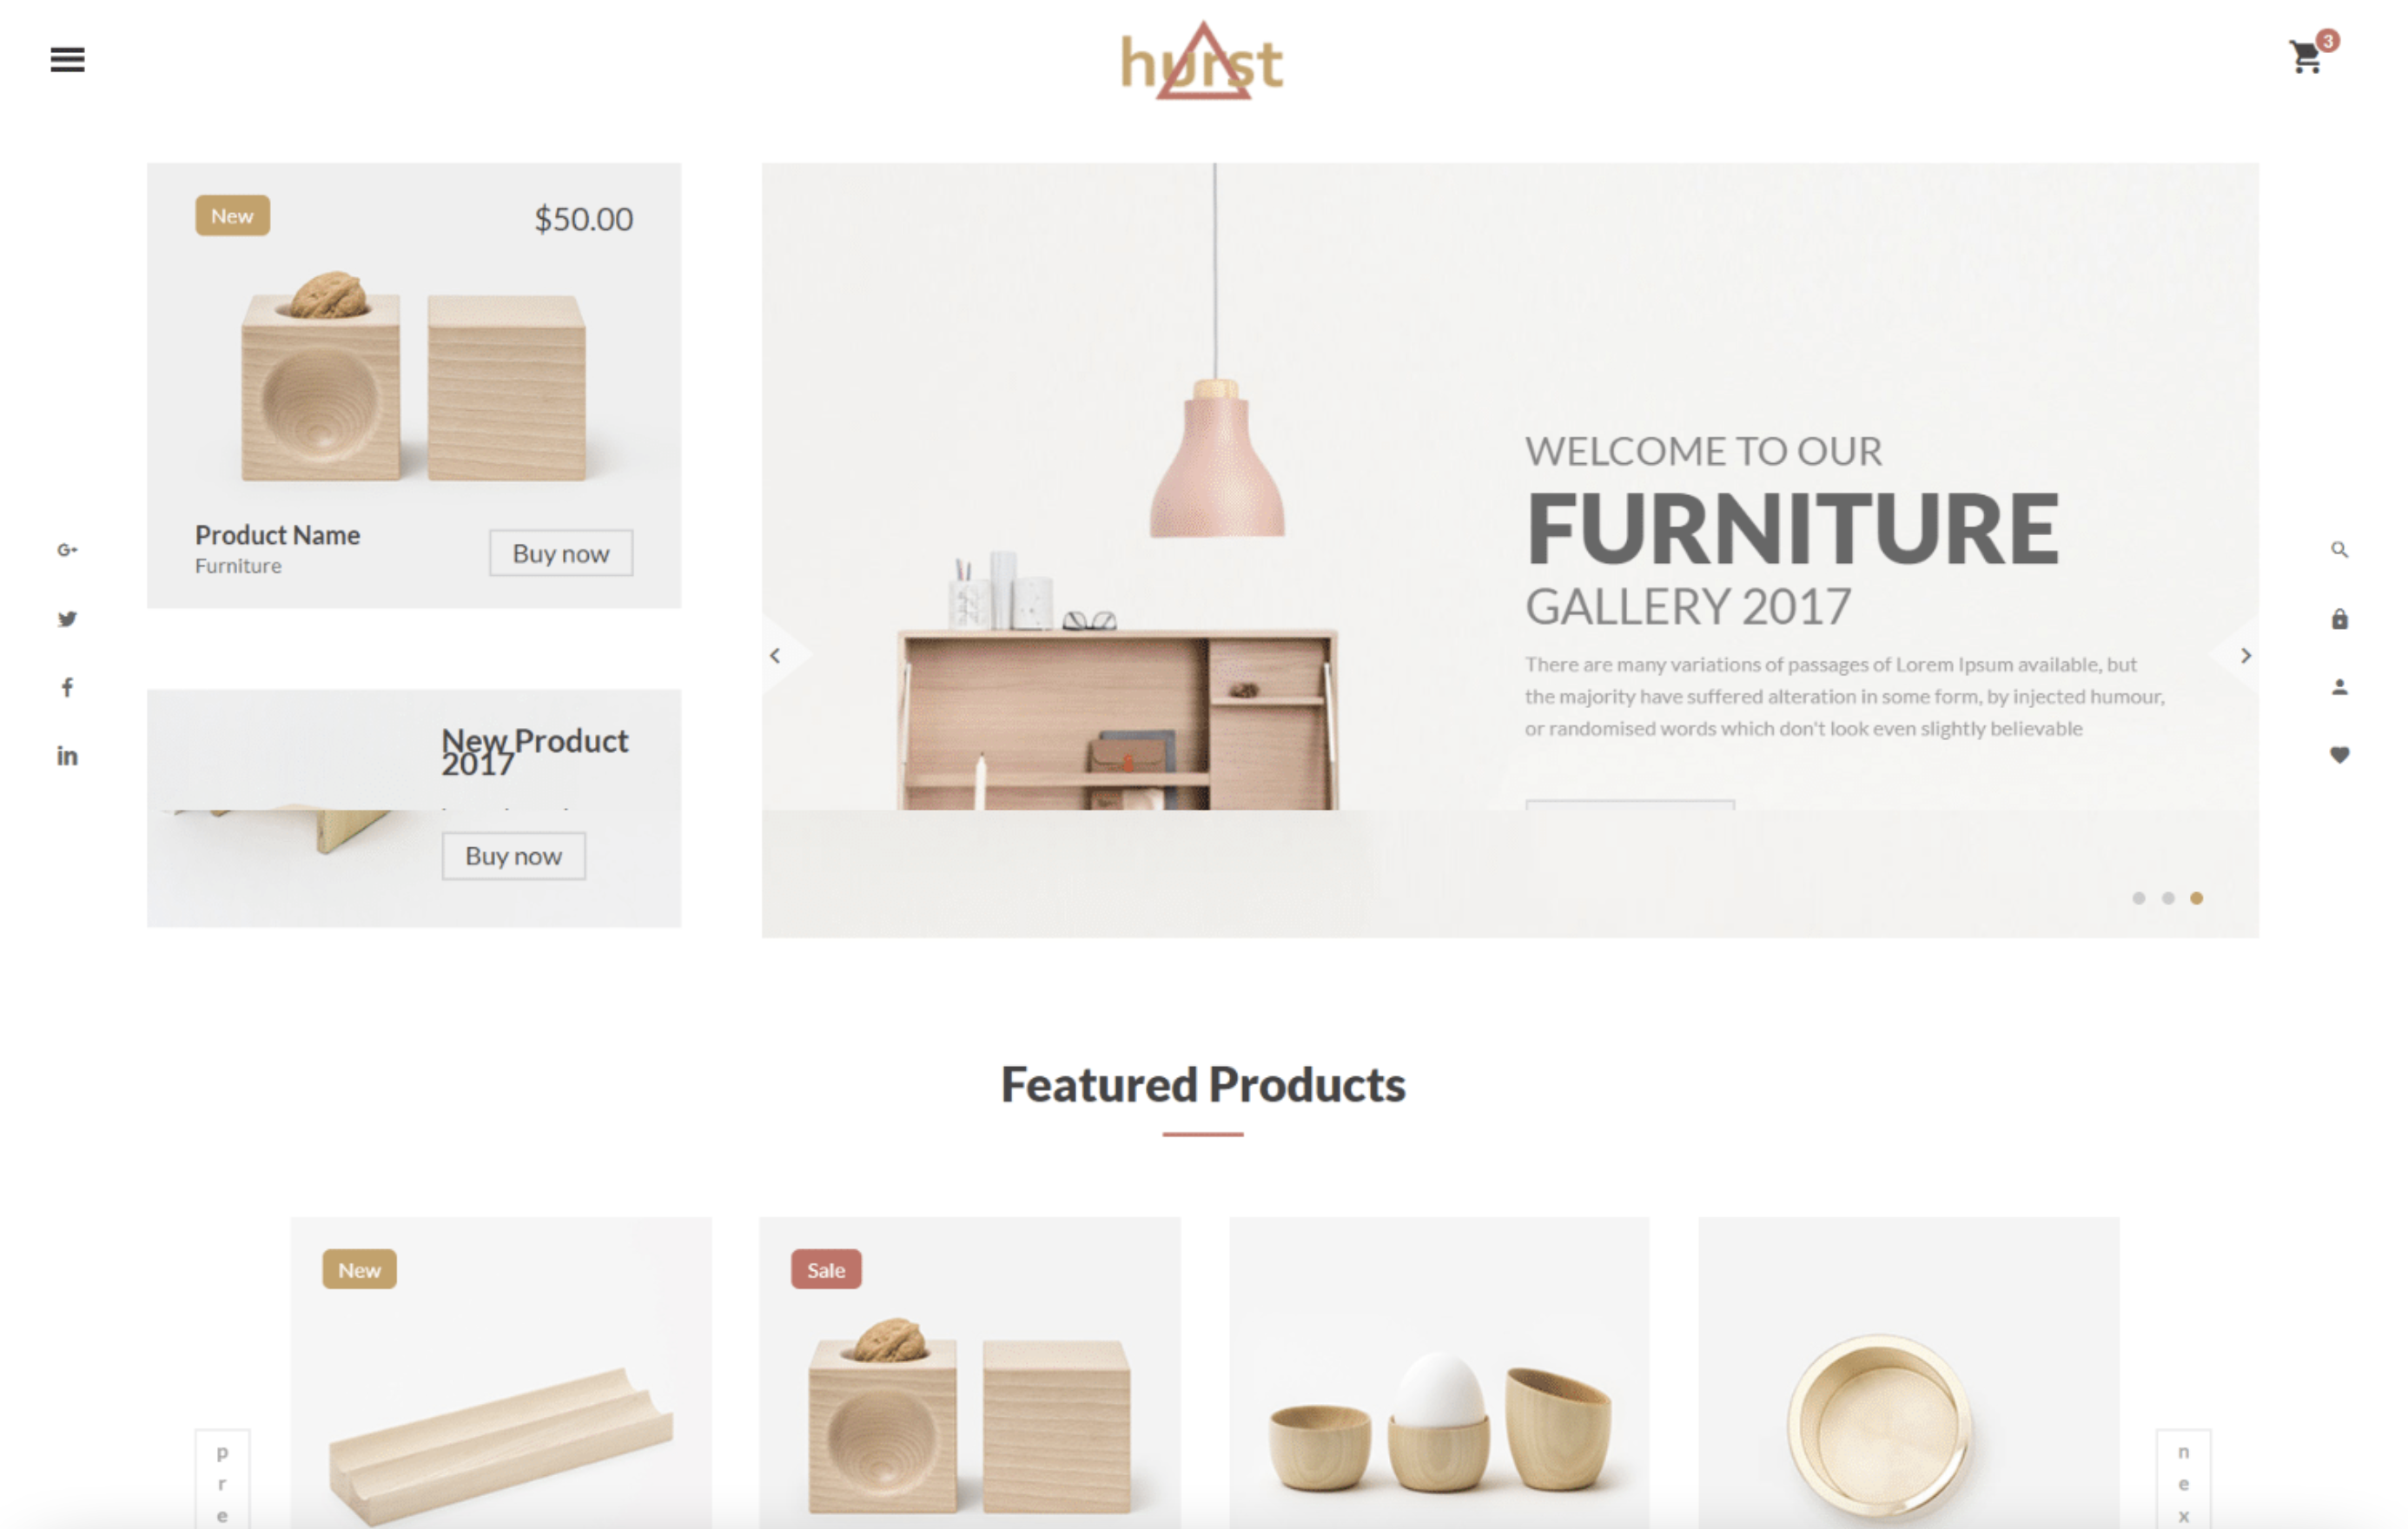 hurst
3
New
$50.00
Product Name
Furniture
Buy now
New Product
2017
Buy now
WELCOME TO OUR
FURNITURE
GALLERY 2017
There are many variations of passages of Lorem Ipsum available, but
the majority have suffered alteration in some form, by injected humour,
or randomised words which don't look even slightly believable
G+
f
in
Featured Products
New
Sale
p
r
e
n
e
x